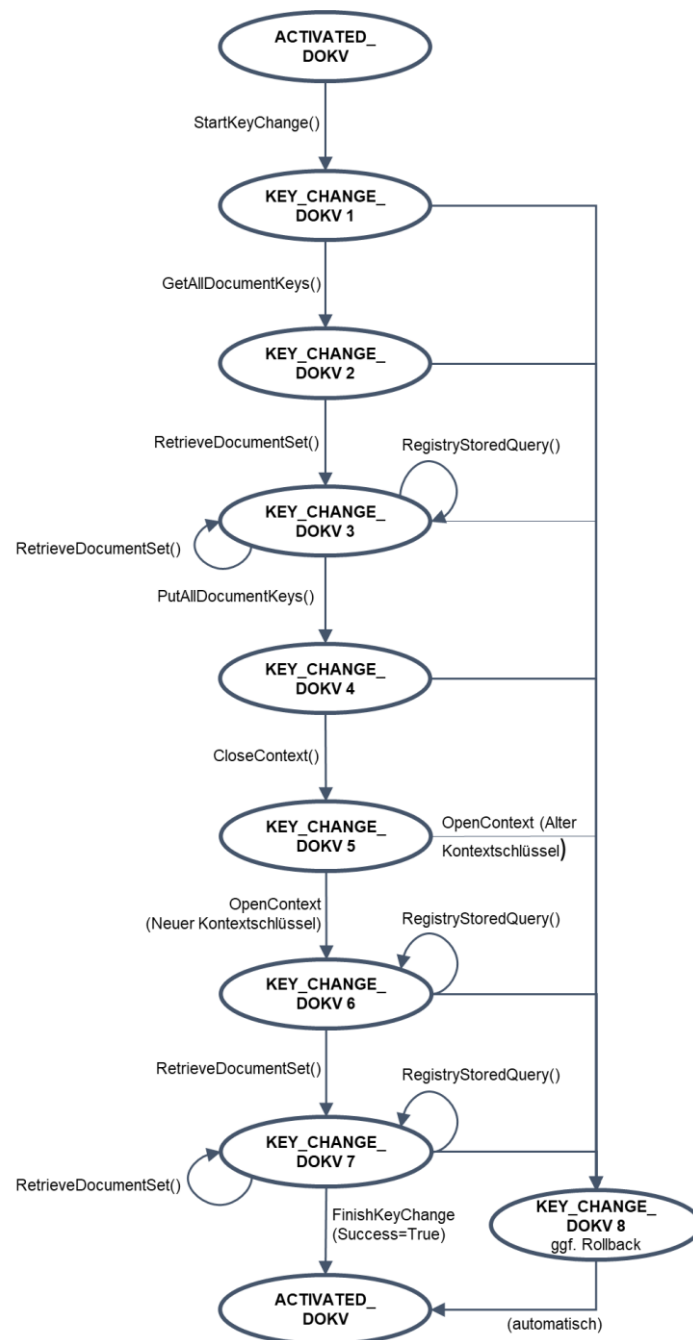 ACTIVATED_
DOKV
StartKeyChange()
KEY_CHANGE_
DOKV 1
GetAllDocumentKeys()
KEY_CHANGE_
DOKV 2
RetrieveDocumentSet()
RegistryStoredQuery()
KEY_CHANGE_
DOKV 3
RetrieveDocumentSet()
PutAllDocumentKeys()
KEY_CHANGE_
DOKV 4
CloseContext()
KEY_CHANGE_
DOKV 5
OpenContext (Alter
Kontextschlüssel)
OpenContext
(Neuer Kontextschlüssel)
RegistryStoredQuery()
KEY_CHANGE_
DOKV 6
RetrieveDocumentSet()
RegistryStoredQuery()
KEY_CHANGE_
DOKV 7
RetrieveDocumentSet()
FinishKeyChange
(Success=True)
KEY_CHANGE_
DOKV 8
ggf. Rollback
ACTIVATED_
DOKV
(automatisch)